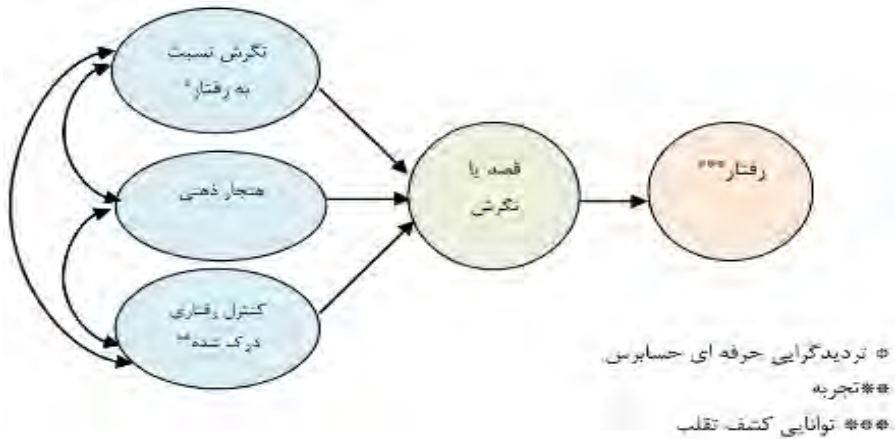 نگرش نسبت
به رفتار*
هنجار ذهنی
کنترل رفتاری
درک شده**
قصد یا
نگرش
رفتار***
* تردیدگرایی حرفه ای حسابرس
**تجربه
*** توانایی کشف تقلب